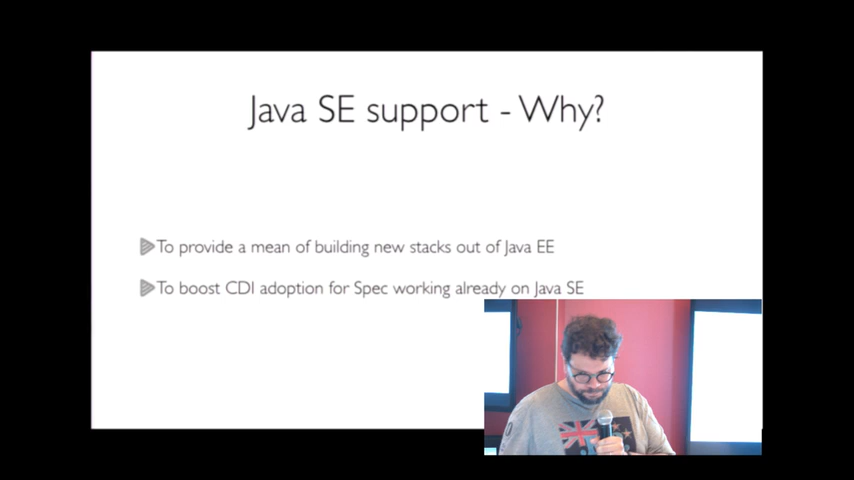 Java SE support - Why?
To provide a mean of building new stacks out of Java EE
To boost CDI adoption for Spec working already on Java SE